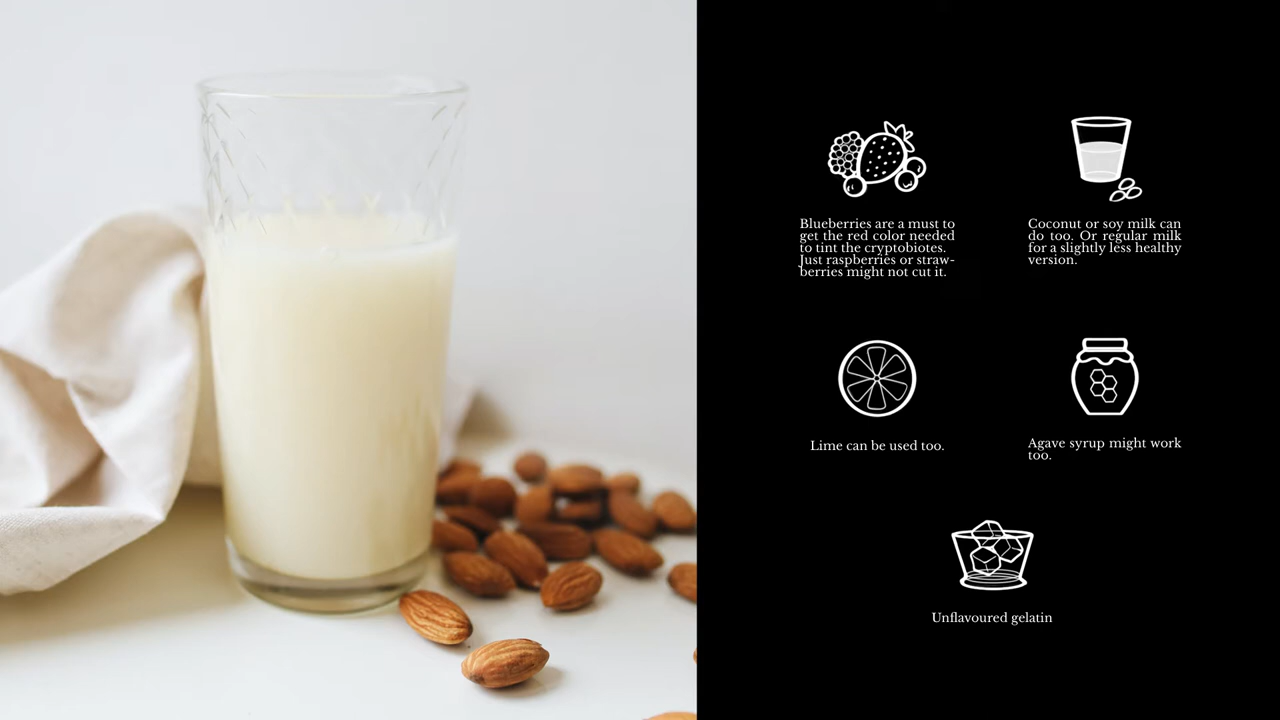 Blueberries are a must to
get the red color needed
to tint the cryptobiotes.
Just raspberries or straw-
berries might not cut it.
Coconut or soy milk can
do too. Or regular milk
for a slightly less healthy
version.
Lime can be used too.
Agave syrup might work
too.
Unflavoured gelatin